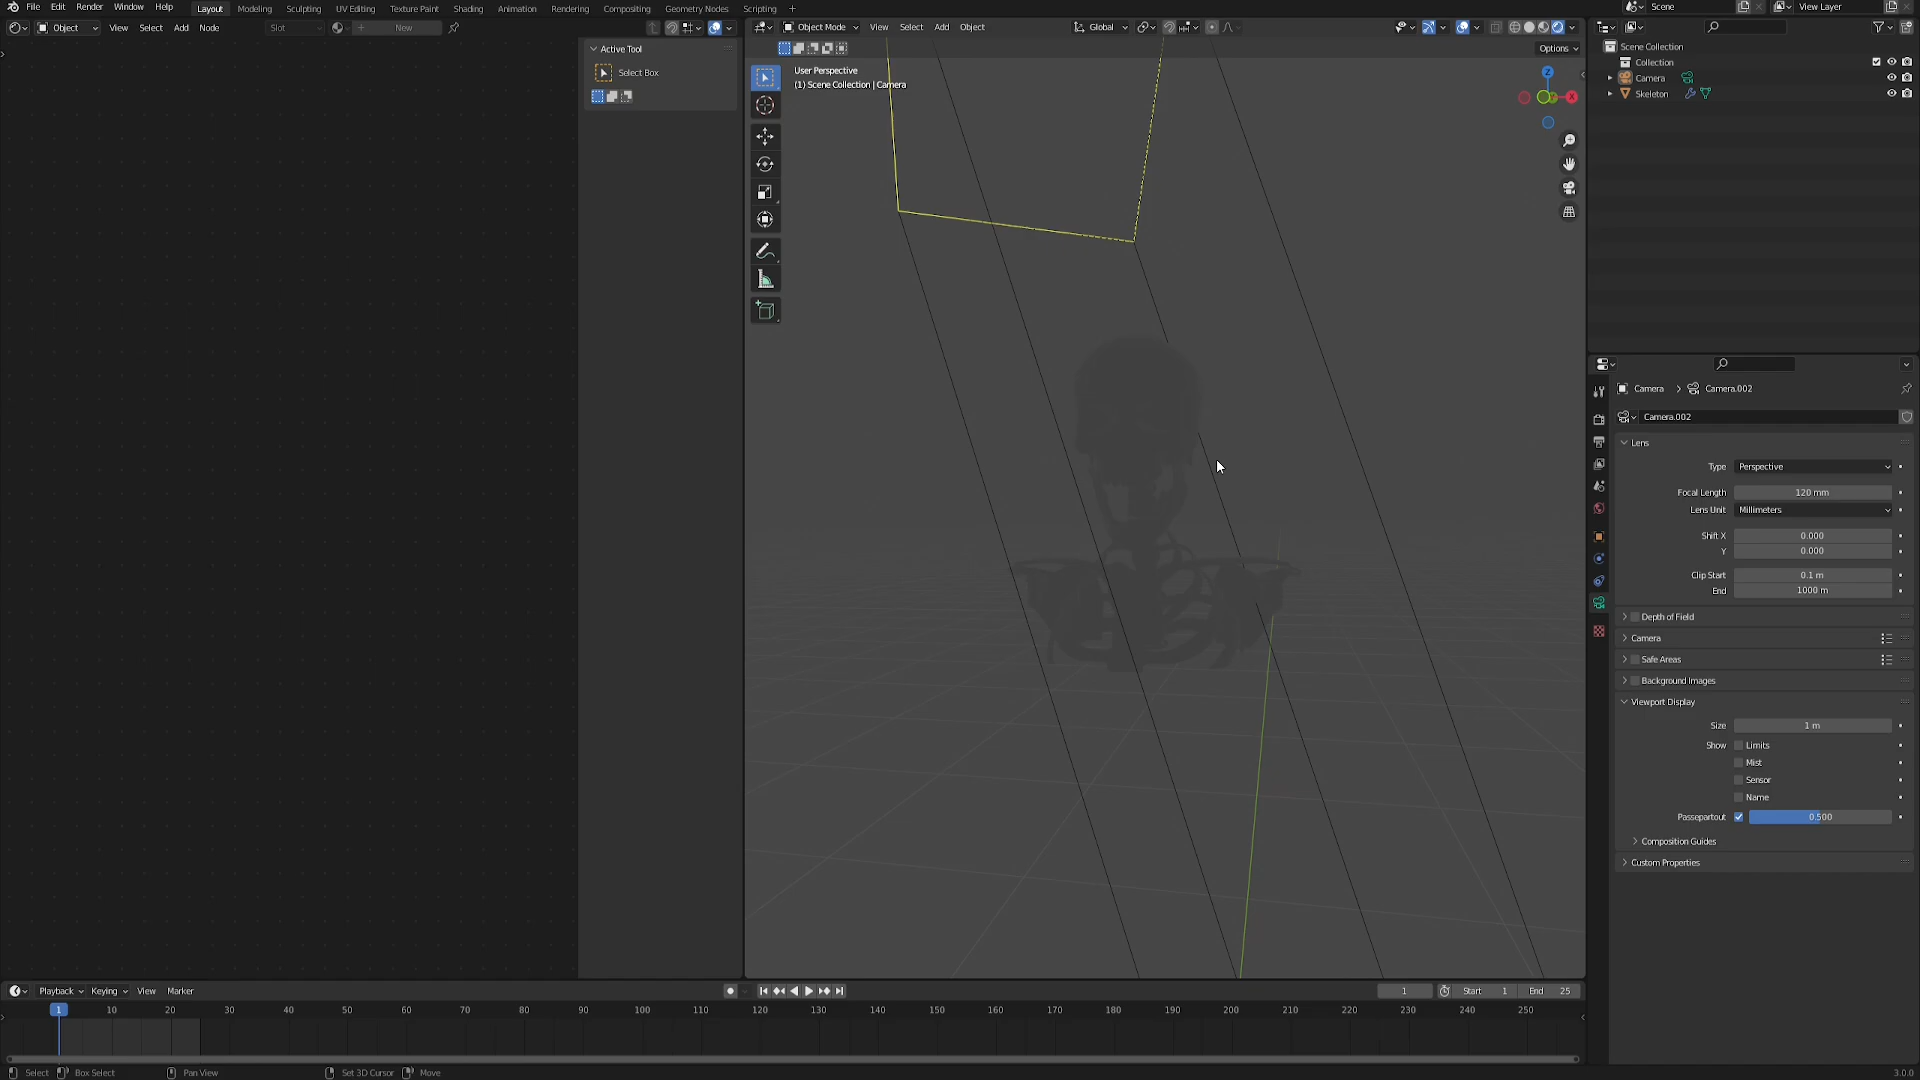 File Edit Render Window Help Layout Modeling Sculpting UV Editing Texture Paint Shading Animation Rendering Compositing Geometry Nodes Scripting + Scene View Layer
Object View Select Add Node Slot New Object Mode View Select Add Object Global
Options
Active Tool
Select Box
User Perspective
(1) Scene Collection | Camera
Z
X
Scene Collection
Collection
Camera
Skeleton
Camera > Camera.002
Camera.002
Lens
Type Perspective
Focal Length 120 mm
Lens Unit Millimeters
Shift X 0.000
Y 0.000
Clip Start 0.1 m
End 1000 m
Depth of Field
Camera
Safe Areas
Background Images
Viewport Display
Size 1 m
Show Limits
Mist
Sensor
Name
Passepartout 0.500
Composition Guides
Custom Properties
Playback Keying View Marker 1 Start 1 End 25
1 10 20 30 40 50 60 70 80 90 100 110 120 130 140 150 160 170 180 190 200 210 220 230 240 250
Select Box Select Pan View Set 3D Cursor Move 3.0.0